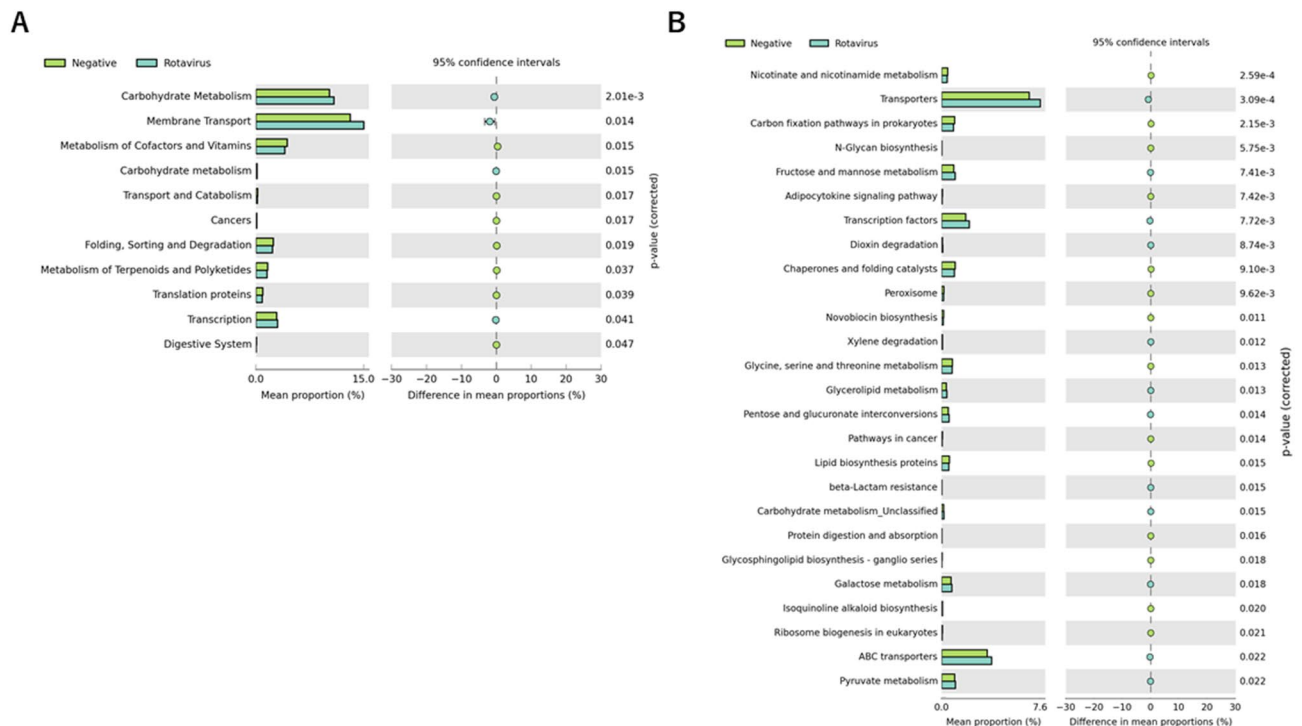 A
Negative Rotavirus 95% confidence intervals
Carbohydrate Metabolism 2.01e-3
Membrane Transport 0.014
Metabolism of Cofactors and Vitamins 0.015
Carbohydrate metabolism 0.015
Transport and Catabolism 0.017
Cancers 0.017
Folding, Sorting and Degradation 0.019
Metabolism of Terpenoids and Polyketides 0.037
Translation proteins 0.039
Transcription 0.041
Digestive System 0.047
p-value (corrected)
0.0 15.0 −30 −20 −10 0 10 20 30
Mean proportion (%) Difference in mean proportions (%)
B
Negative Rotavirus 95% confidence intervals
Nicotinate and nicotinamide metabolism 2.59e-4
Transporters 3.09e-4
Carbon fixation pathways in prokaryotes 2.15e-3
N-Glycan biosynthesis 5.75e-3
Fructose and mannose metabolism 7.41e-3
Adipocytokine signaling pathway 7.42e-3
Transcription factors 7.72e-3
Dioxin degradation 8.74e-3
Chaperones and folding catalysts 9.10e-3
Peroxisome 9.62e-3
Novobiocin biosynthesis 0.011
Xylene degradation 0.012
Glycine, serine and threonine metabolism 0.013
Glycerolipid metabolism 0.013
Pentose and glucuronate interconversions 0.014
Pathways in cancer 0.014
Lipid biosynthesis proteins 0.015
beta-Lactam resistance 0.015
Carbohydrate metabolism_Unclassified 0.015
Protein digestion and absorption 0.016
Glycosphingolipid biosynthesis - ganglio series 0.018
Galactose metabolism 0.018
Isoquinoline alkaloid biosynthesis 0.020
Ribosome biogenesis in eukaryotes 0.021
ABC transporters 0.022
Pyruvate metabolism 0.022
p-value (corrected)
0.0 7.6 −30 −20 −10 0 10 20 30
Mean proportion (%) Difference in mean proportions (%)